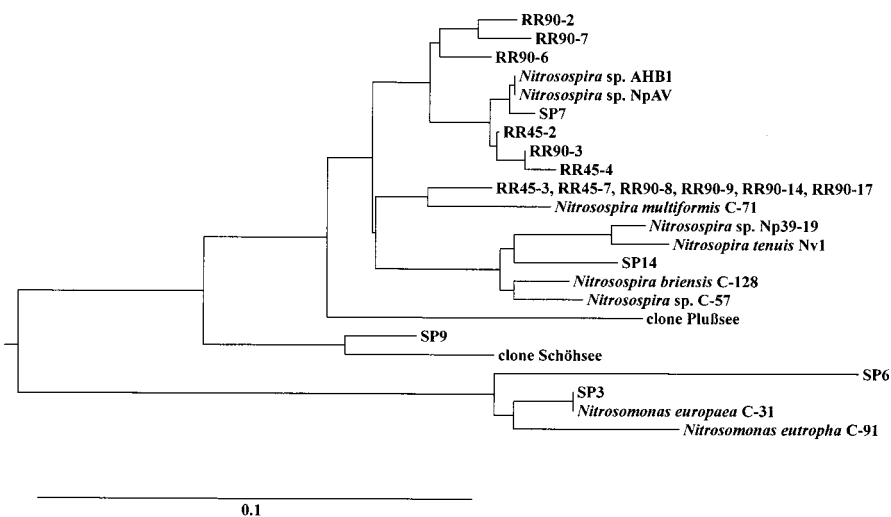 RR90-2
RR90-7
RR90-6
Nitrosospira sp. AHB1
Nitrosospira sp. NpAV
SP7
RR45-2
RR90-3
RR45-4
RR45-3, RR45-7, RR90-8, RR90-9, RR90-14, RR90-17
Nitrosospira multiformis C-71
Nitrosospira sp. Np39-19
Nitrosopira tenuis Nv1
SP14
Nitrosospira briensis C-128
Nitrosospira sp. C-57
clone Plußsee
SP9
clone Schöhsee
SP6
SP3
Nitrosomonas europaea C-31
Nitrosomonas eutropha C-91
0.1